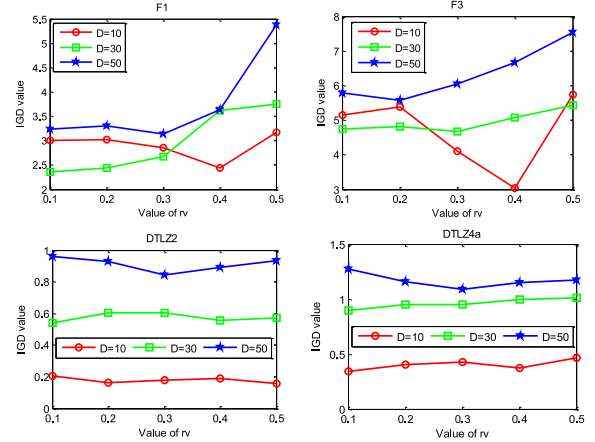 F1
5.5
5
4.5
4
3.5
3
2.5
2
IGD value
D=10
D=30
D=50
0.1 0.2 0.3 0.4 0.5
Value of rv
F3
8
7
6
5
4
3
IGD value
D=10
D=30
D=50
0.1 0.2 0.3 0.4 0.5
Value of rv
DTLZ2
1
0.8
0.6
0.4
0.2
0
IGD value
D=10 D=30 D=50
0.1 0.2 0.3 0.4 0.5
Value of rv
DTLZ4a
1.5
1
0.5
0
IGD value
D=10 D=30 D=50
0.1 0.2 0.3 0.4 0.5
Value of rv